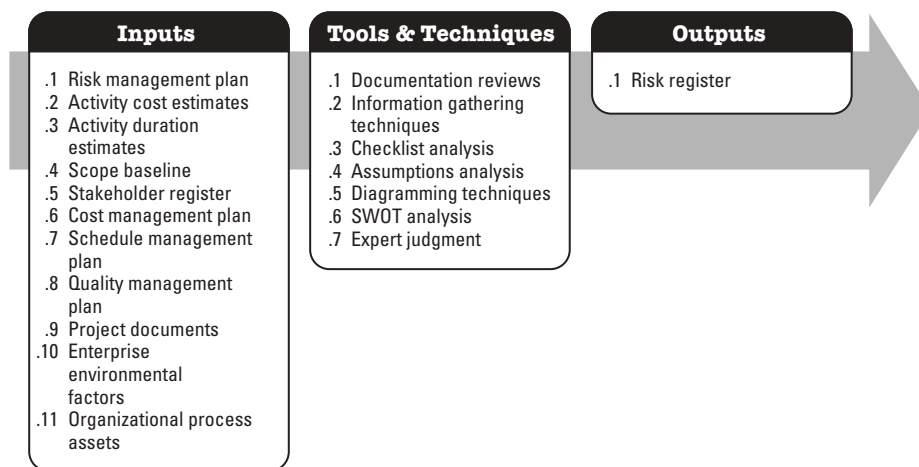 Inputs
.1 Risk management plan
.2 Activity cost estimates
.3 Activity duration
estimates
.4 Scope baseline
.5 Stakeholder register
.6 Cost management plan
.7 Schedule management
plan
.8 Quality management
plan
.9 Project documents
.10 Enterprise
environmental
factors
.11 Organizational process
assets
Tools & Techniques
.1 Documentation reviews
.2 Information gathering
techniques
.3 Checklist analysis
.4 Assumptions analysis
.5 Diagramming techniques
.6 SWOT analysis
.7 Expert judgment
Outputs
.1 Risk register